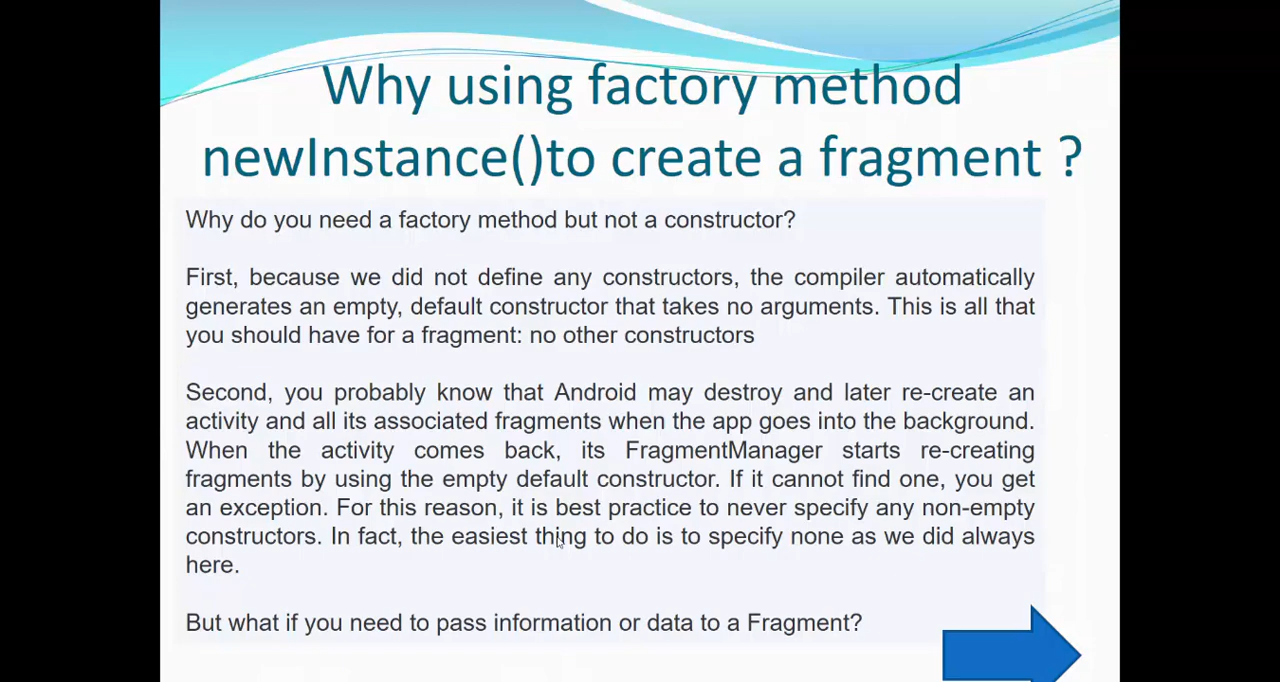 Why using factory method
newInstance()to create a fragment ?
Why do you need a factory method but not a constructor?
First, because we did not define any constructors, the compiler automatically
generates an empty, default constructor that takes no arguments. This is all that
you should have for a fragment: no other constructors
Second, you probably know that Android may destroy and later re-create an
activity and all its associated fragments when the app goes into the background.
When the activity comes back, its FragmentManager starts re-creating
fragments by using the empty default constructor. If it cannot find one, you get
an exception. For this reason, it is best practice to never specify any non-empty
constructors. In fact, the easiest thing to do is to specify none as we did always
here.
But what if you need to pass information or data to a Fragment?